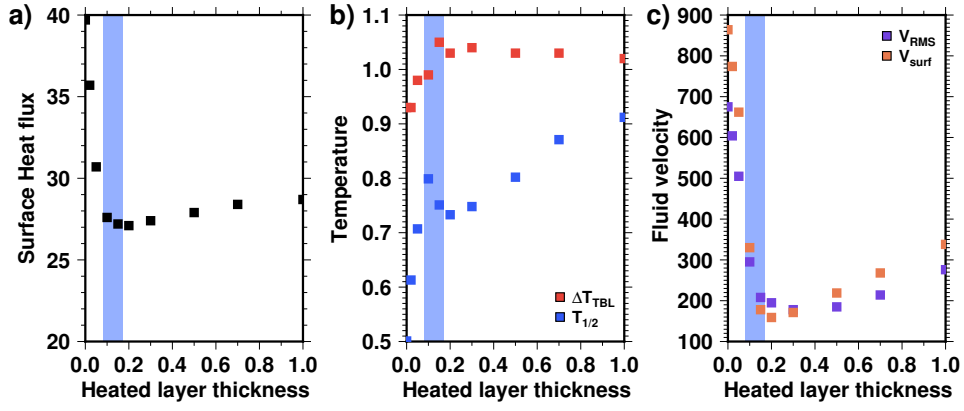 a)
40
35
30
25
20
Surface Heat flux
0.0 0.2 0.4 0.6 0.8 1.0
Heated layer thickness
b)
1.1
1.0
0.9
0.8
0.7
0.6
0.5
Temperature
ΔT_TBL
T_1/2
0.0 0.2 0.4 0.6 0.8 1.0
Heated layer thickness
c)
900
800
700
600
500
400
300
200
100
Fluid velocity
V_RMS
V_surf
0.0 0.2 0.4 0.6 0.8 1.0
Heated layer thickness